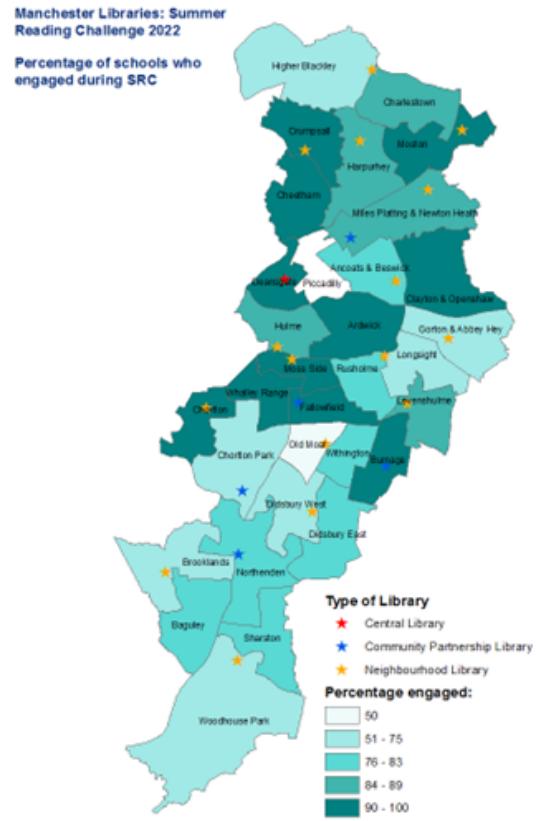 Manchester Libraries: Summer
Reading Challenge 2022
Percentage of schools who
engaged during SRC
Higher Blackley
Charlestown
Crumpsall
Moston
Harpurhey
Cheetham
Miles Platting & Newton Heath
Ancoats & Beswick
Deansgate
Piccadilly
Clayton & Openshaw
Hulme
Ardwick
Gorton & Abbey Hey
Longsight
Moss Side
Rusholme
Whalley Range
Levenshulme
Chorlton
Fallowfield
Old Moat
Withington
Chorlton Park
Burnage
Didsbury West
Didsbury East
Brooklands
Northenden
Baguley
Sharston
Woodhouse Park
Type of Library
Central Library
Community Partnership Library
Neighbourhood Library
Percentage engaged:
50
51 - 75
76 - 83
84 - 89
90 - 100